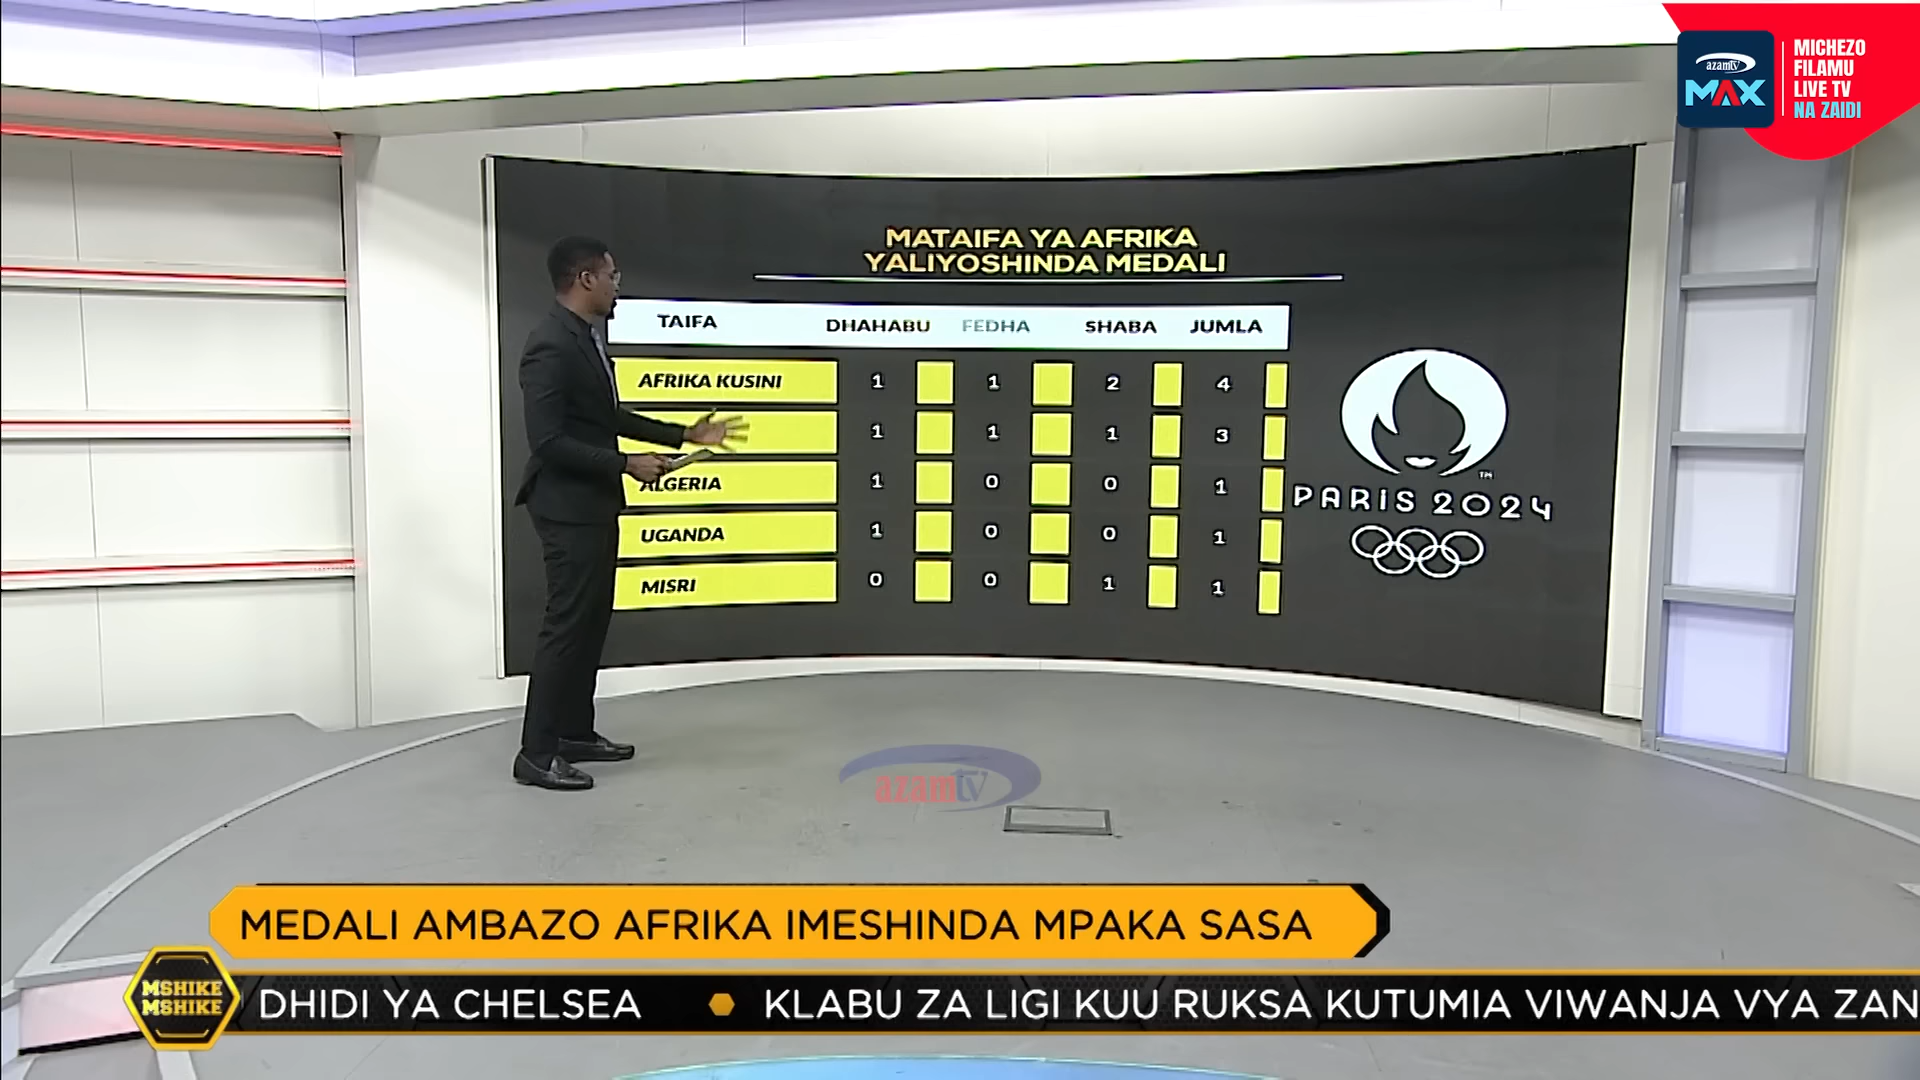 azamtv
MAX
MICHEZO
FILAMU
LIVE TV
NA ZAIDI
MATAIFA YA AFRIKA
YALIYOSHINDA MEDALI
TAIFA DHAHABU FEDHA SHABA JUMLA
AFRIKA KUSINI 1 1 2 4
1 1 1 3
ALGERIA 1 0 0 1
UGANDA 1 0 0 1
MISRI 0 0 1 1
TM
PARIS 2024
azamtv
MEDALI AMBAZO AFRIKA IMESHINDA MPAKA SASA
MSHIKE
MSHIKE
DHIDI YA CHELSEA KLABU ZA LIGI KUU RUKSA KUTUMIA VIWANJA VYA ZAN